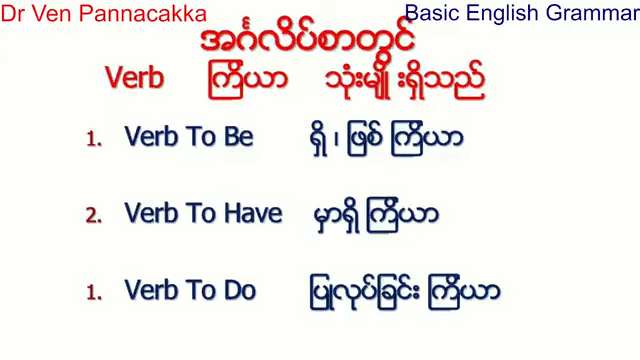 Dr Ven Pannacakka
Basic English Grammar
အင်္ဂလိပ်စာတွင်
Verb ကြိယာ သုံးမျိုးရှိသည်
1. Verb To Be ရှိ ၊ ဖြစ် ကြိယာ
2. Verb To Have မှာရှိ ကြိယာ
1. Verb To Do ပြုလုပ်ခြင်း ကြိယာ